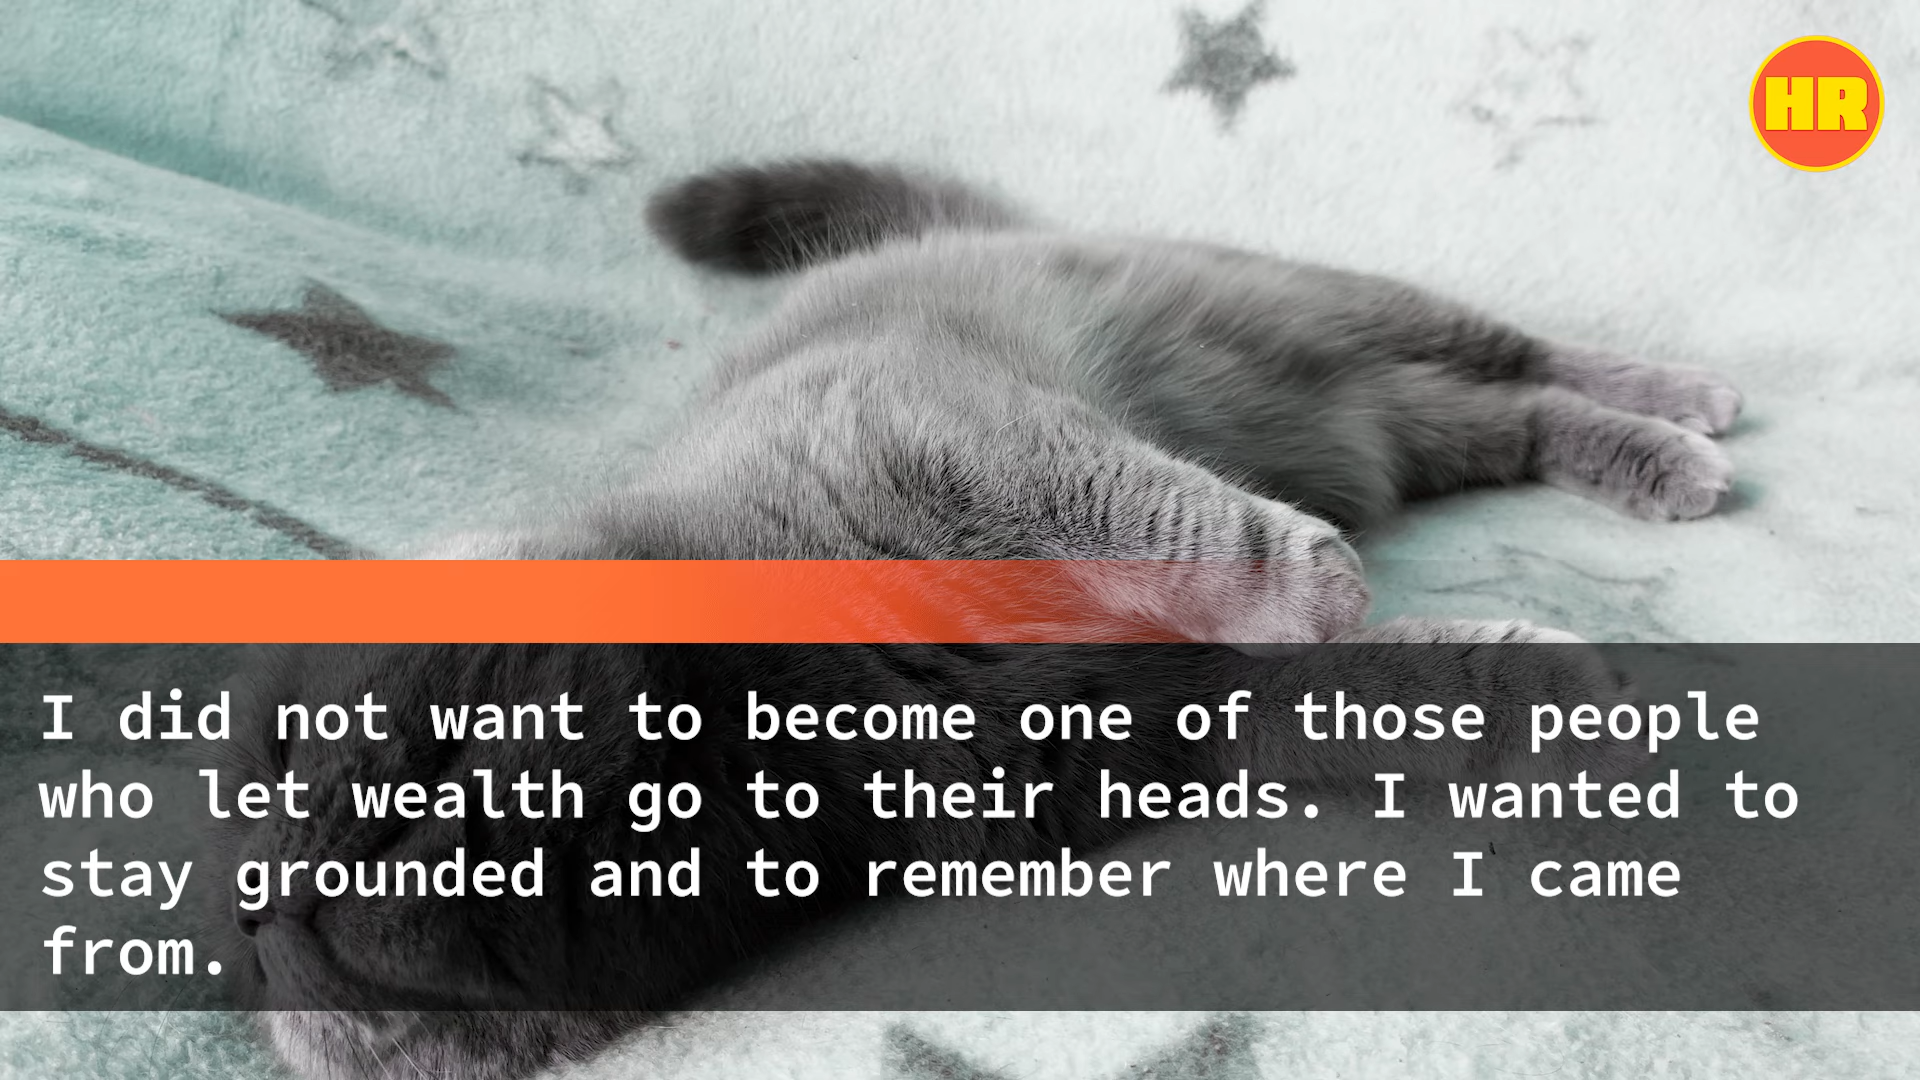 HR
I did not want to become one of those people
who let wealth go to their heads. I wanted to
stay grounded and to remember where I came
from.